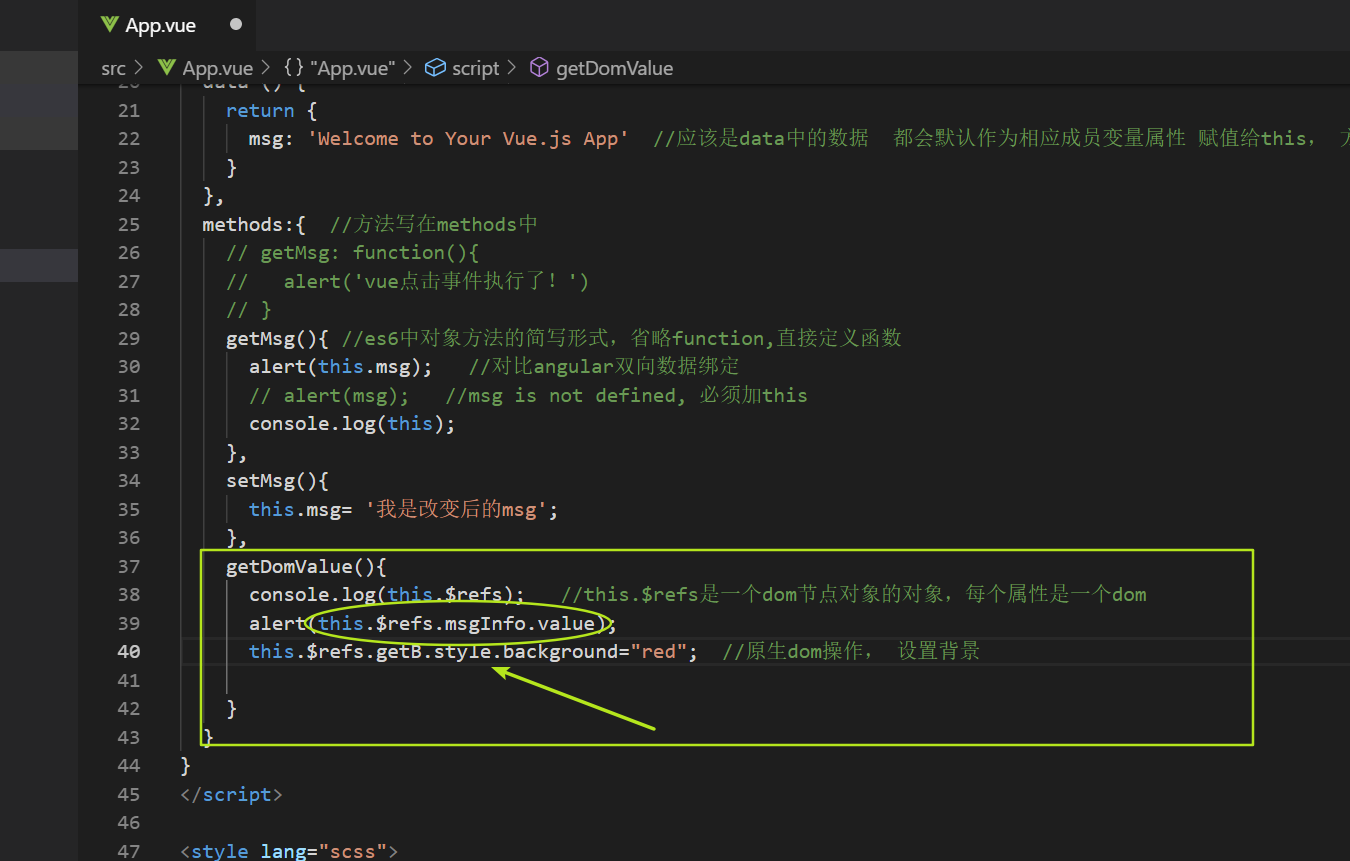 App.vue
src > App.vue > {} "App.vue" > script > getDomValue
20 data () {
21 return {
22 msg: 'Welcome to Your Vue.js App' //应该是data中的数据 都会默认作为相应成员变量属性 赋值给this，
23 }
24 },
25 methods:{ //方法写在methods中
26 // getMsg: function(){
27 // alert('vue点击事件执行了！')
28 // }
29 getMsg(){ //es6中对象方法的简写形式，省略function,直接定义函数
30 alert(this.msg); //对比angular双向数据绑定
31 // alert(msg); //msg is not defined, 必须加this
32 console.log(this);
33 },
34 setMsg(){
35 this.msg= '我是改变后的msg';
36 },
37 getDomValue(){
38 console.log(this.$refs); //this.$refs是一个dom节点对象的对象，每个属性是一个dom
39 alert(this.$refs.msgInfo.value);
40 this.$refs.getB.style.background="red"; //原生dom操作， 设置背景
41
42 }
43 }
44 }
45 </script>
46
47 <style lang="scss">